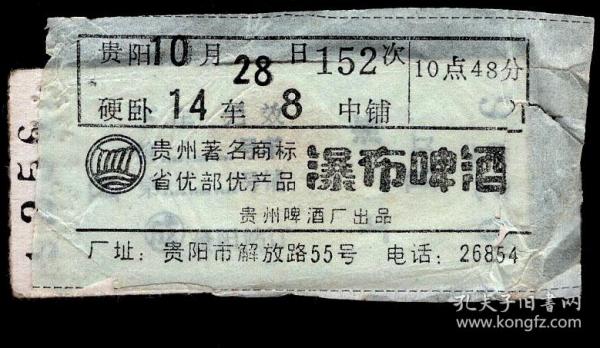 贵阳10月28日152次 10点48分
硬卧14车8中铺
贵州著名商标
省优部优产品
瀑布啤酒
贵州啤酒厂出品
厂址：贵阳市解放路55号 电话：26854
孔夫子旧书网
www.kongfz.com